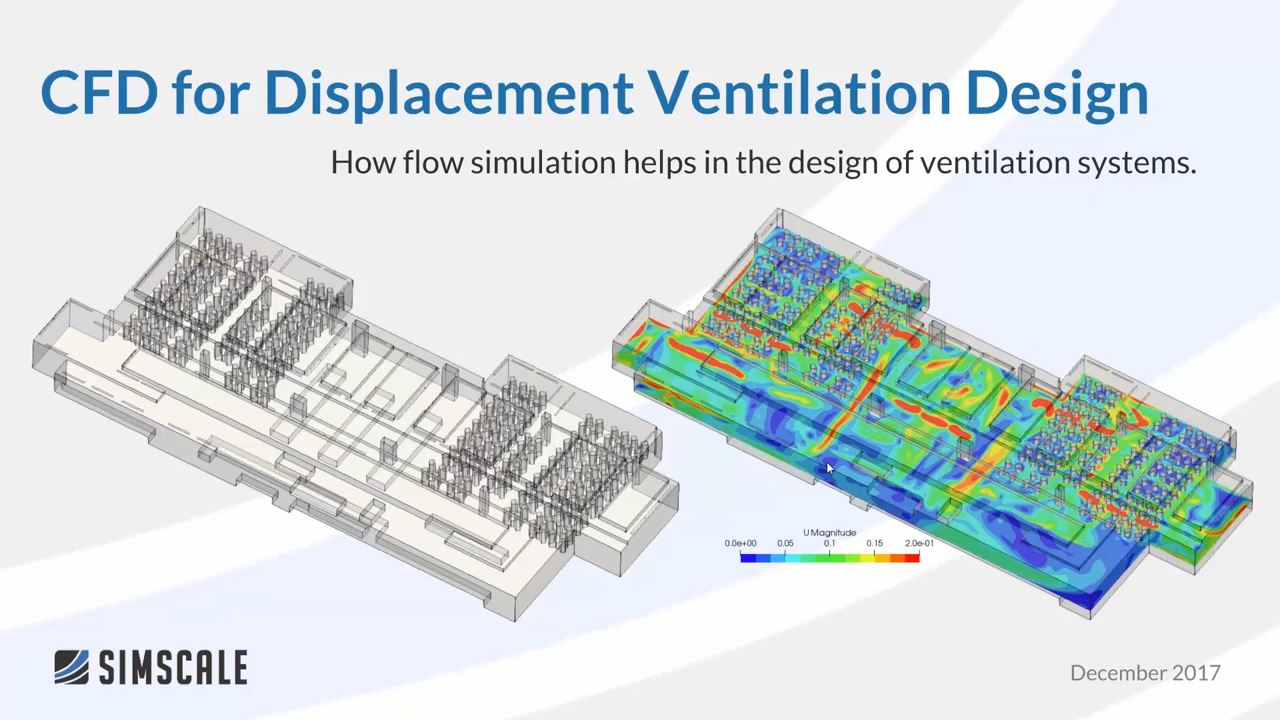 CFD for Displacement Ventilation Design
How flow simulation helps in the design of ventilation systems.
U Magnitude
0.0e+00 0.05 0.1 0.15 2.0e-01
SIMSCALE
December 2017